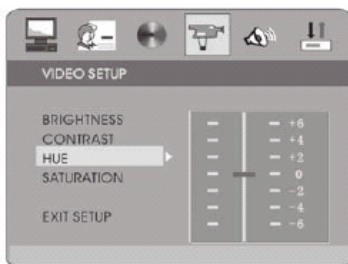 VIDEO SETUP
BRIGHTNESS
CONTRAST
HUE
SATURATION
EXIT SETUP
+6
+4
+2
0
-2
-4
-6